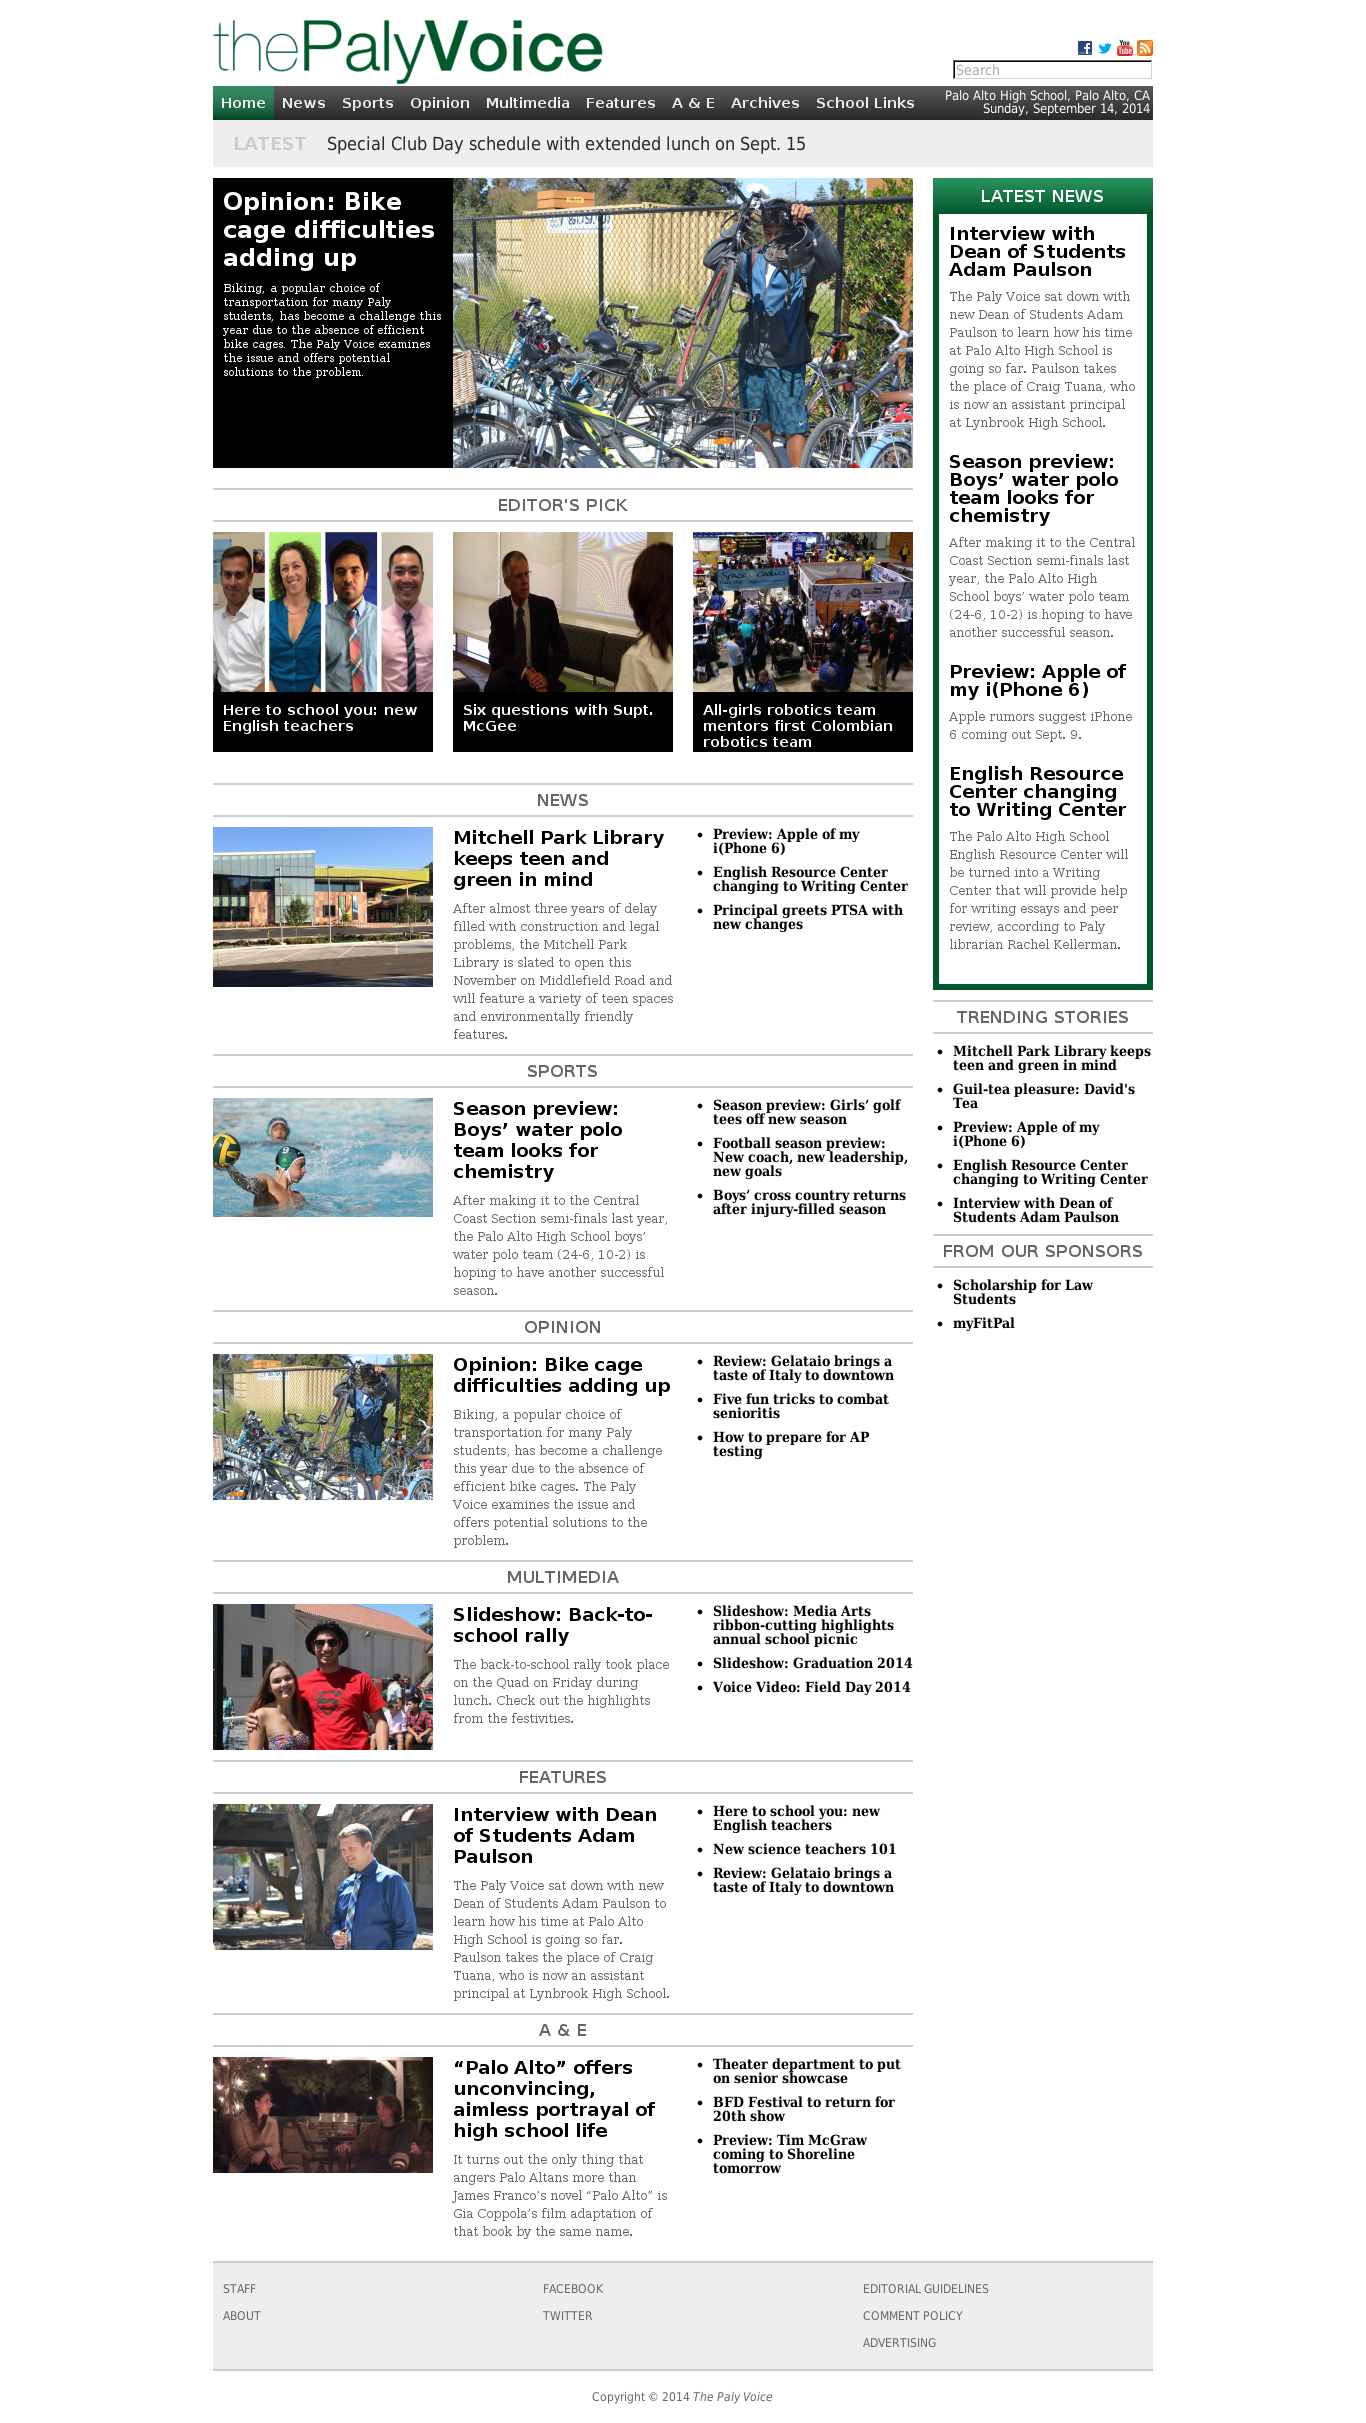 thePalyVoice
Search
Home News Sports Opinion Multimedia Features A & E Archives School Links
Palo Alto High School, Palo Alto, CA
Sunday, September 14, 2014
LATEST Special Club Day schedule with extended lunch on Sept. 15
Opinion: Bike
cage difficulties
adding up
Biking, a popular choice of
transportation for many Paly
students, has become a challenge this
year due to the absence of efficient
bike cages. The Paly Voice examines
the issue and offers potential
solutions to the problem.
EDITOR'S PICK
Here to school you: new
English teachers
Six questions with Supt.
McGee
All-girls robotics team
mentors first Colombian
robotics team
NEWS
Mitchell Park Library
keeps teen and
green in mind
After almost three years of delay
filled with construction and legal
problems, the Mitchell Park
Library is slated to open this
November on Middlefield Road and
will feature a variety of teen spaces
and environmentally friendly
features.
• Preview: Apple of my
i(Phone 6)
• English Resource Center
changing to Writing Center
• Principal greets PTSA with
new changes
SPORTS
Season preview:
Boys’ water polo
team looks for
chemistry
After making it to the Central
Coast Section semi-finals last year,
the Palo Alto High School boys’
water polo team (24-6, 10-2) is
hoping to have another successful
season.
• Season preview: Girls’ golf
tees off new season
• Football season preview:
New coach, new leadership,
new goals
• Boys’ cross country returns
after injury-filled season
OPINION
Opinion: Bike cage
difficulties adding up
Biking, a popular choice of
transportation for many Paly
students, has become a challenge
this year due to the absence of
efficient bike cages. The Paly
Voice examines the issue and
offers potential solutions to the
problem.
• Review: Gelataio brings a
taste of Italy to downtown
• Five fun tricks to combat
senioritis
• How to prepare for AP
testing
MULTIMEDIA
Slideshow: Back-to-
school rally
The back-to-school rally took place
on the Quad on Friday during
lunch. Check out the highlights
from the festivities.
• Slideshow: Media Arts
ribbon-cutting highlights
annual school picnic
• Slideshow: Graduation 2014
• Voice Video: Field Day 2014
FEATURES
Interview with Dean
of Students Adam
Paulson
The Paly Voice sat down with new
Dean of Students Adam Paulson to
learn how his time at Palo Alto
High School is going so far.
Paulson takes the place of Craig
Tuana, who is now an assistant
principal at Lynbrook High School.
• Here to school you: new
English teachers
• New science teachers 101
• Review: Gelataio brings a
taste of Italy to downtown
A & E
“Palo Alto” offers
unconvincing,
aimless portrayal of
high school life
It turns out the only thing that
angers Palo Altans more than
James Franco’s novel “Palo Alto” is
Gia Coppola’s film adaptation of
that book by the same name.
• Theater department to put
on senior showcase
• BFD Festival to return for
20th show
• Preview: Tim McGraw
coming to Shoreline
tomorrow
LATEST NEWS
Interview with
Dean of Students
Adam Paulson
The Paly Voice sat down with
new Dean of Students Adam
Paulson to learn how his time
at Palo Alto High School is
going so far. Paulson takes
the place of Craig Tuana, who
is now an assistant principal
at Lynbrook High School.
Season preview:
Boys’ water polo
team looks for
chemistry
After making it to the Central
Coast Section semi-finals last
year, the Palo Alto High
School boys’ water polo team
(24-6, 10-2) is hoping to have
another successful season.
Preview: Apple of
my i(Phone 6)
Apple rumors suggest iPhone
6 coming out Sept. 9.
English Resource
Center changing
to Writing Center
The Palo Alto High School
English Resource Center will
be turned into a Writing
Center that will provide help
for writing essays and peer
review, according to Paly
librarian Rachel Kellerman.
TRENDING STORIES
• Mitchell Park Library keeps
teen and green in mind
• Guil-tea pleasure: David's
Tea
• Preview: Apple of my
i(Phone 6)
• English Resource Center
changing to Writing Center
• Interview with Dean of
Students Adam Paulson
FROM OUR SPONSORS
• Scholarship for Law
Students
• myFitPal
STAFF
ABOUT
FACEBOOK
TWITTER
EDITORIAL GUIDELINES
COMMENT POLICY
ADVERTISING
Copyright © 2014 The Paly Voice